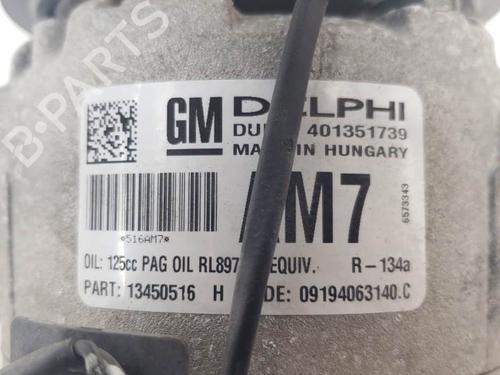 GM DELPHI
401351739
IN HUNGARY
AM7
*516AM7*
6573343
OIL: 125cc PAG OIL RL897 EQUIV. R-134a
PART: 13450516 H DE: 09194063140.C
B-PARTS